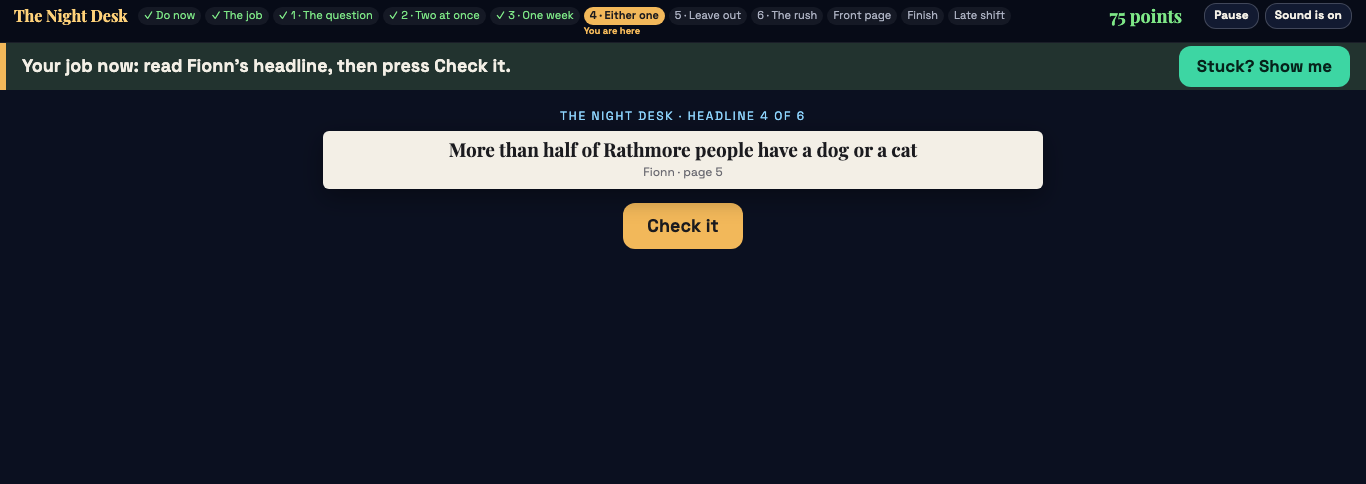 The Night Desk ✓ Do now ✓ The job ✓ 1 · The question ✓ 2 · Two at once ✓ 3 · One week 4 · Either one 5 · Leave out 6 · The rush Front page Finish Late shift 75 points Pause Sound is on
You are here
Your job now: read Fionn's headline, then press Check it. Stuck? Show me
THE NIGHT DESK · HEADLINE 4 OF 6
More than half of Rathmore people have a dog or a cat
Fionn · page 5
Check it